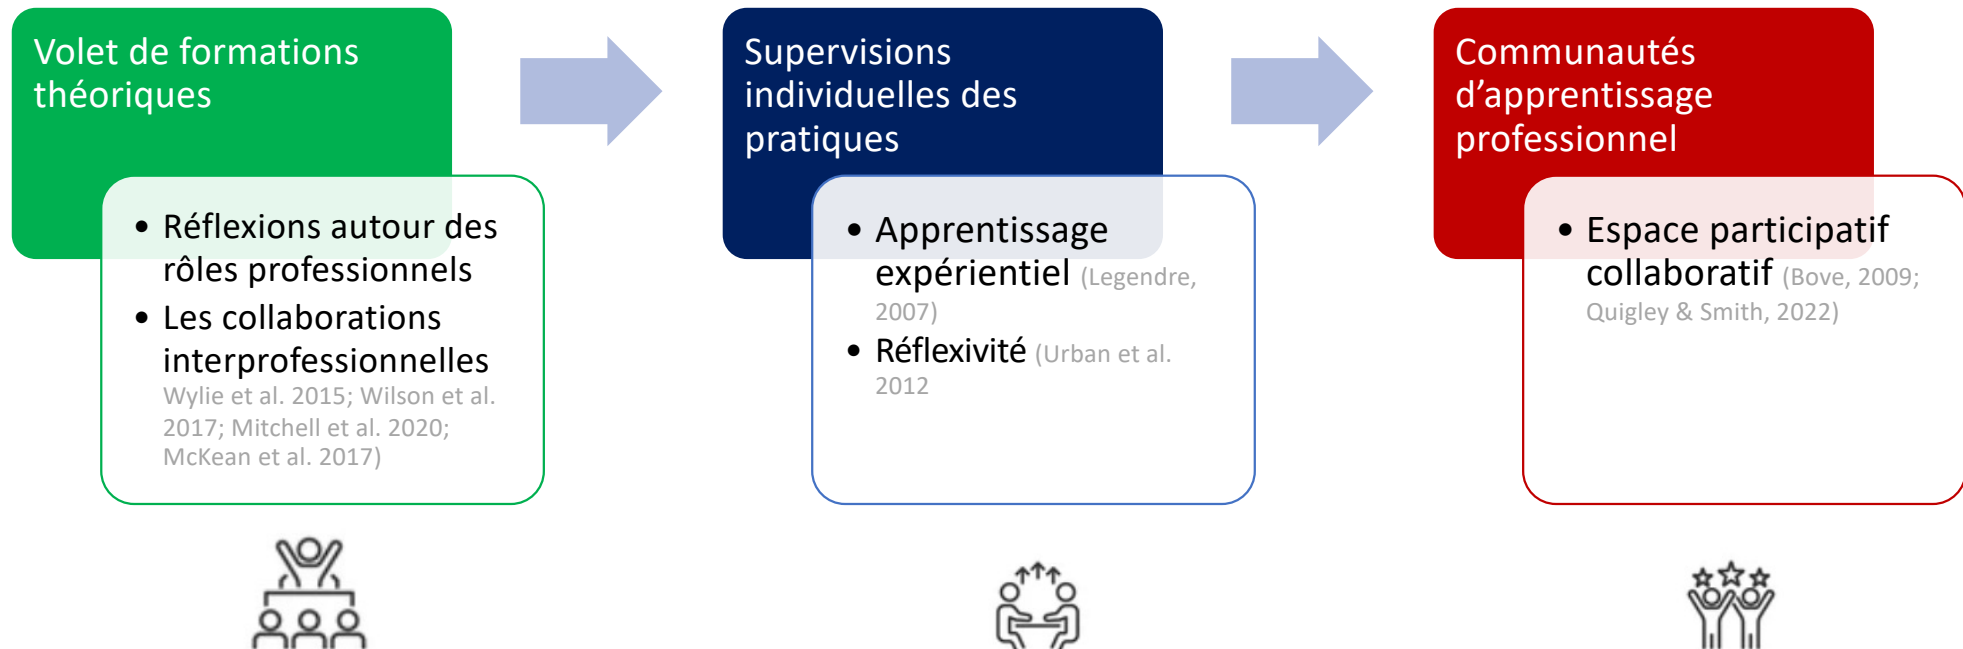 Volet de formations
théoriques
• Réflexions autour des
rôles professionnels
• Les collaborations
interprofessionnelles
Wylie et al. 2015; Wilson et al.
2017; Mitchell et al. 2020;
McKean et al. 2017)
Supervisions
individuelles des
pratiques
• Apprentissage
expérientiel (Legendre,
2007)
• Réflexivité (Urban et al.
2012
Communautés
d’apprentissage
professionnel
• Espace participatif
collaboratif (Bove, 2009;
Quigley & Smith, 2022)